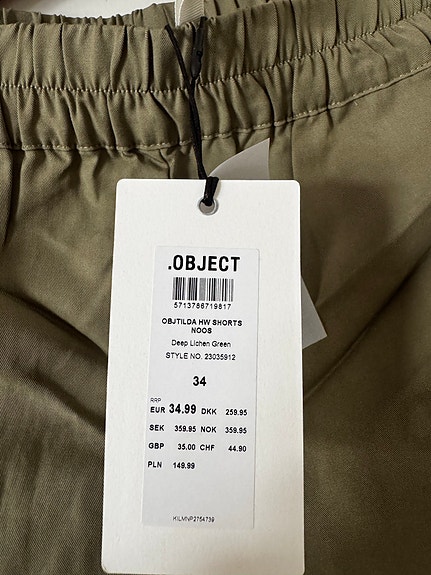 .OBJECT
5713786719817
OBJTILDA HW SHORTS
NOOS
Deep Lichen Green
STYLE NO. 23035912
34
RRP
EUR 34.99 DKK 259.95
SEK 359.95 NOK 359.95
GBP 35.00 CHF 44.90
PLN 149.99
KILMNP2754739